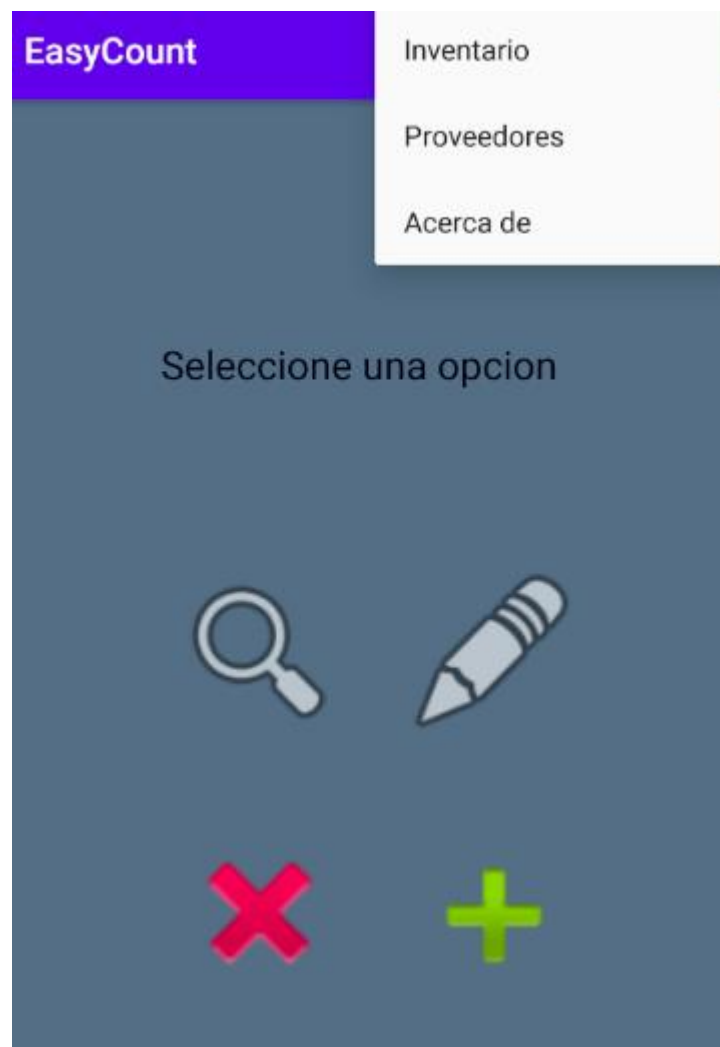 EasyCount
Inventario
Proveedores
Acerca de
Seleccione una opcion